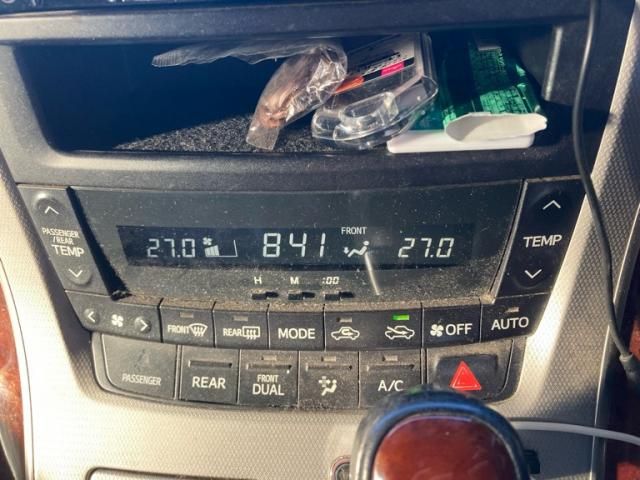 PASSENGER
/REAR
TEMP
27.0
8:41
FRONT
27.0
TEMP
H M :00
FRONT
REAR
MODE
OFF
AUTO
PASSENGER
REAR
FRONT
DUAL
A/C